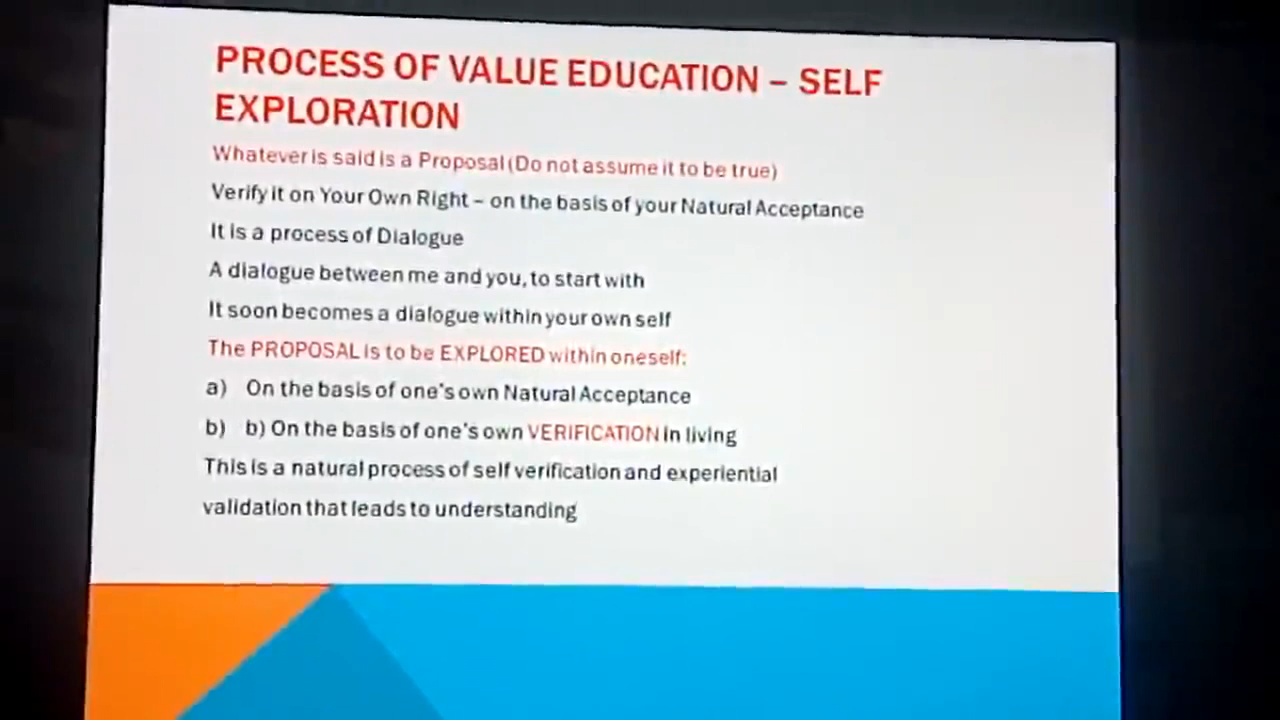 PROCESS OF VALUE EDUCATION – SELF
EXPLORATION
Whatever is said is a Proposal (Do not assume it to be true)
Verify it on Your Own Right – on the basis of your Natural Acceptance
It is a process of Dialogue
A dialogue between me and you, to start with
It soon becomes a dialogue within your own self
The PROPOSAL is to be EXPLORED within oneself:
a) On the basis of one's own Natural Acceptance
b) b) On the basis of one's own VERIFICATION in living
This is a natural process of self verification and experiential
validation that leads to understanding